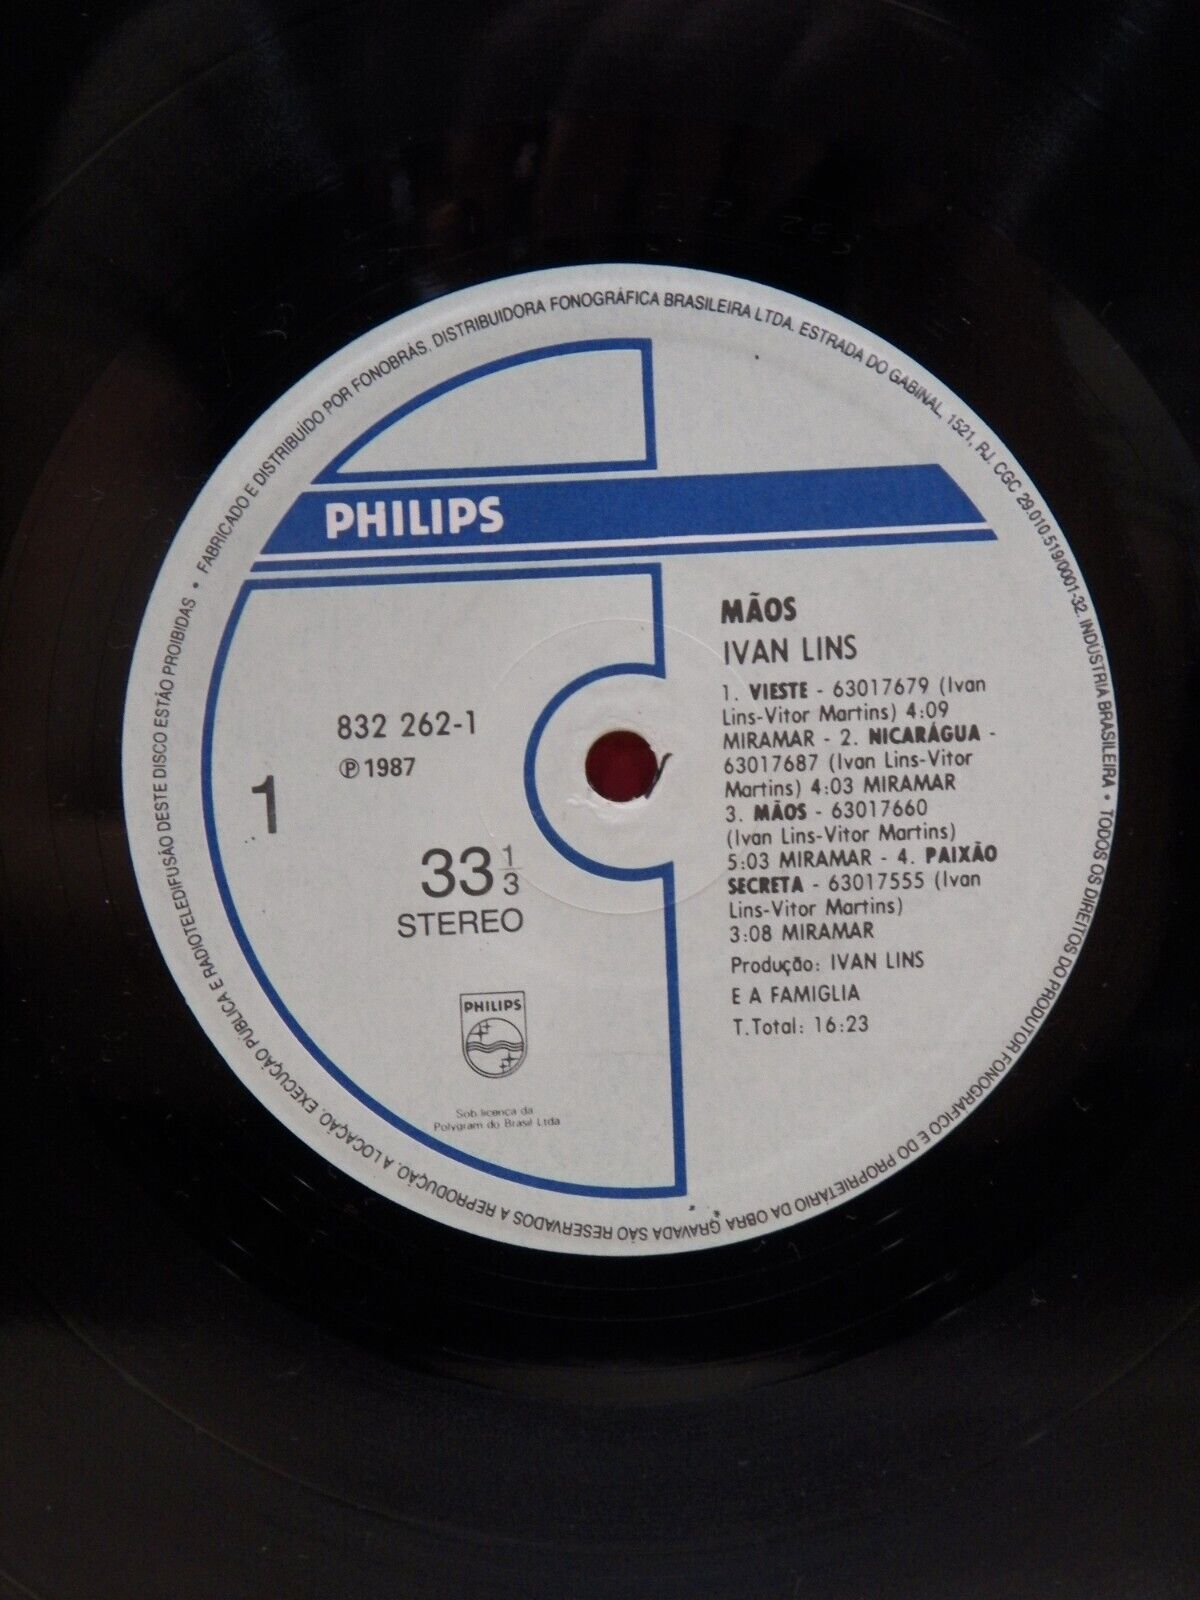 FABRICADO E DISTRIBUÍDO POR FONOBRÁS. DISTRIBUIDORA FONOGRÁFICA BRASILEIRA LTDA. ESTRADA DO GABINAL, 1521, RJ. CGC 29.010.519/0001-32. INDÚSTRIA BRASILEIRA • TODOS OS DIREITOS DO PRODUTOR FONOGRÁFICO E DO PROPRIETÁRIO DA OBRA GRAVADA SÃO RESERVADOS A REPRODUÇÃO. A LOCAÇÃO. EXECUÇÃO PÚBLICA E RADIOTELEDIFUSÃO DESTE DISCO ESTÃO PROIBIDAS •
PHILIPS
832 262-1
℗ 1987
1
33 1/3
STEREO
PHILIPS
Sob licença da
Polygram do Brasil Ltda
MÃOS
IVAN LINS
1. VIESTE - 63017679 (Ivan
Lins-Vitor Martins) 4:09
MIRAMAR - 2. NICARÁGUA -
63017687 (Ivan Lins-Vitor
Martins) 4:03 MIRAMAR
3. MÃOS - 63017660
(Ivan Lins-Vitor Martins)
5:03 MIRAMAR - 4. PAIXÃO
SECRETA - 63017555 (Ivan
Lins-Vitor Martins)
3:08 MIRAMAR
Produção: IVAN LINS
E A FAMIGLIA
T.Total: 16:23